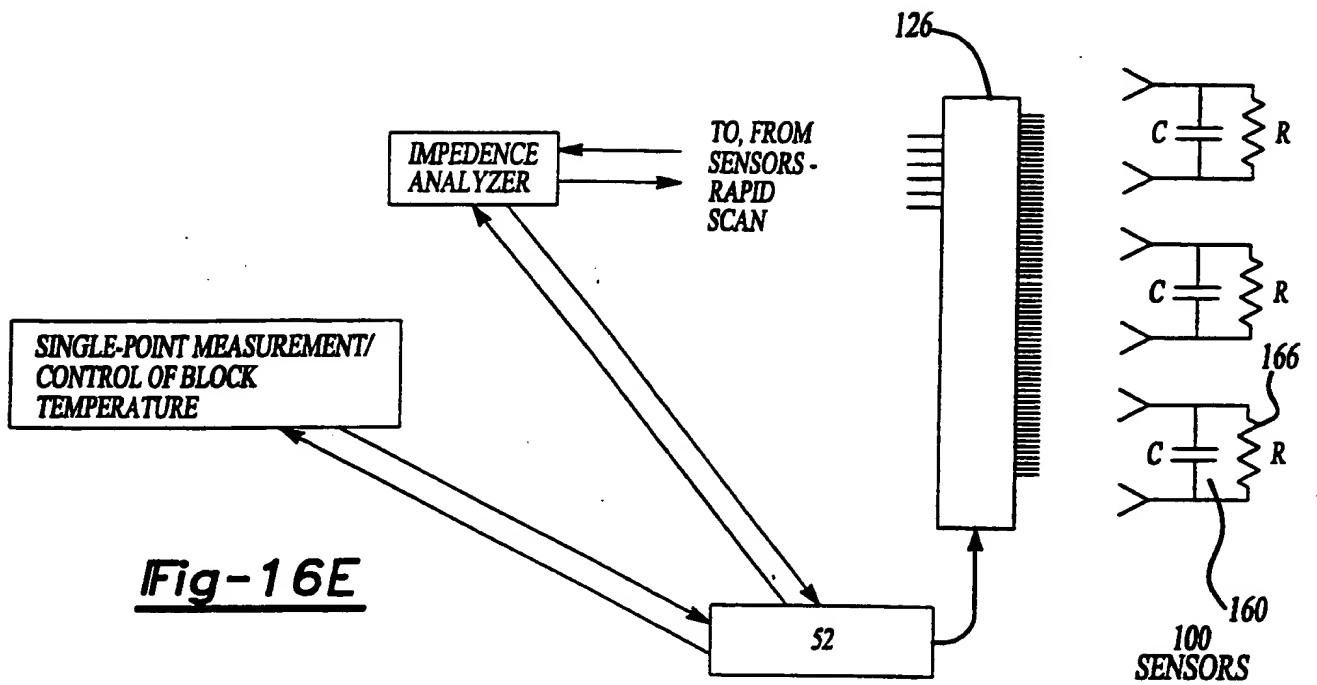 126
TO, FROM
SENSORS -
RAPID
SCAN
IMPEDENCE
ANALYZER
C
R
C
R
SINGLE-POINT MEASUREMENT/
CONTROL OF BLOCK
TEMPERATURE
166
C
R
Fig-16E
52
160
100
SENSORS